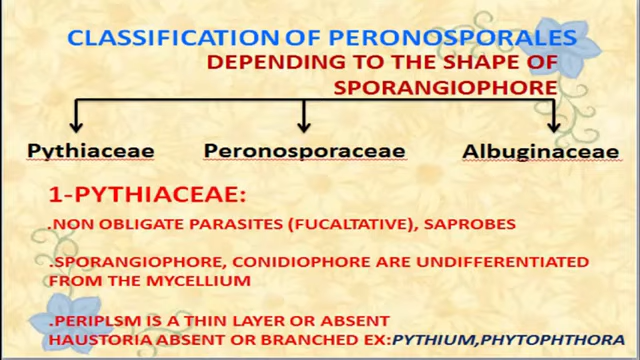 CLASSIFICATION OF PERONOSPORALES
DEPENDING TO THE SHAPE OF
SPORANGIOPHORE
Pythiaceae Peronosporaceae Albuginaceae
1-PYTHIACEAE:
.NON OBLIGATE PARASITES (FUCALTATIVE), SAPROBES
.SPORANGIOPHORE, CONIDIOPHORE ARE UNDIFFERENTIATED
FROM THE MYCELLIUM
.PERIPLSM IS A THIN LAYER OR ABSENT
HAUSTORIA ABSENT OR BRANCHED EX:PYTHIUM,PHYTOPHTHORA